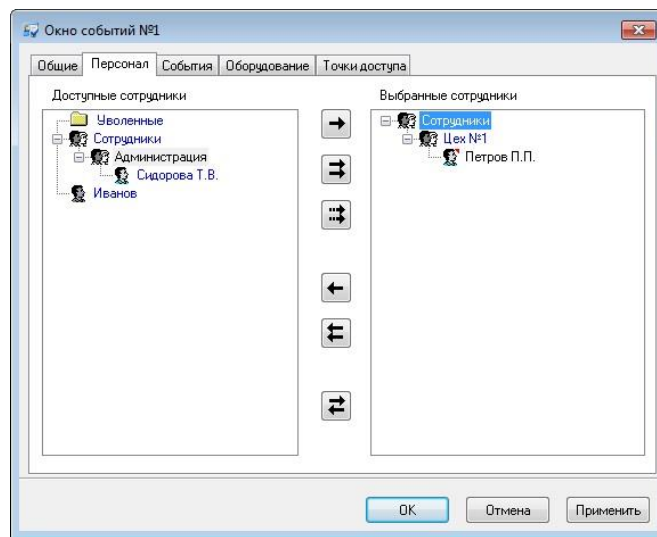 Окно событий №1
Общие Персонал События Оборудование Точки доступа
Доступные сотрудники
Уволенные
Сотрудники
Администрация
Сидорова Т.В.
Иванов
Выбранные сотрудники
Сотрудники
Цех №1
Петров П.П.
OK Отмена Применить